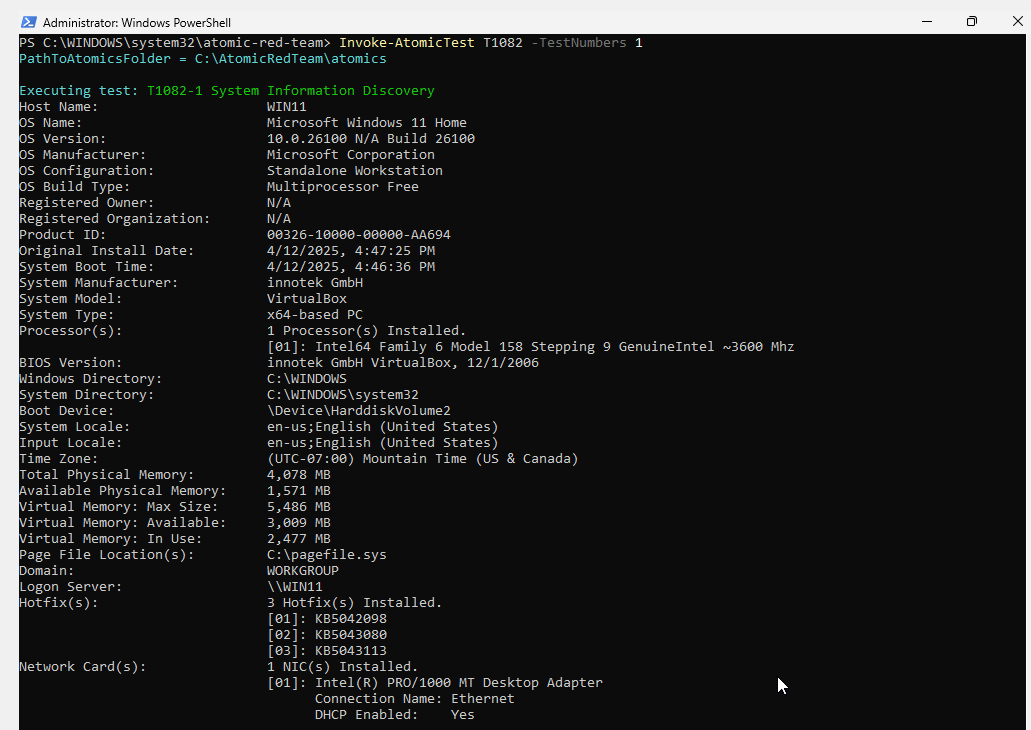 Administrator: Windows PowerShell
PS C:\WINDOWS\system32\atomic-red-team> Invoke-AtomicTest T1082 -TestNumbers 1
PathToAtomicsFolder = C:\AtomicRedTeam\atomics
Executing test: T1082-1 System Information Discovery
Host Name: WIN11
OS Name: Microsoft Windows 11 Home
OS Version: 10.0.26100 N/A Build 26100
OS Manufacturer: Microsoft Corporation
OS Configuration: Standalone Workstation
OS Build Type: Multiprocessor Free
Registered Owner: N/A
Registered Organization: N/A
Product ID: 00326-10000-00000-AA694
Original Install Date: 4/12/2025, 4:47:25 PM
System Boot Time: 4/12/2025, 4:46:36 PM
System Manufacturer: innotek GmbH
System Model: VirtualBox
System Type: x64-based PC
Processor(s): 1 Processor(s) Installed.
[01]: Intel64 Family 6 Model 158 Stepping 9 GenuineIntel ~3600 Mhz
BIOS Version: innotek GmbH VirtualBox, 12/1/2006
Windows Directory: C:\WINDOWS
System Directory: C:\WINDOWS\system32
Boot Device: \Device\HarddiskVolume2
System Locale: en-us;English (United States)
Input Locale: en-us;English (United States)
Time Zone: (UTC-07:00) Mountain Time (US & Canada)
Total Physical Memory: 4,078 MB
Available Physical Memory: 1,571 MB
Virtual Memory: Max Size: 5,486 MB
Virtual Memory: Available: 3,009 MB
Virtual Memory: In Use: 2,477 MB
Page File Location(s): C:\pagefile.sys
Domain: WORKGROUP
Logon Server: \\WIN11
Hotfix(s): 3 Hotfix(s) Installed.
[01]: KB5042098
[02]: KB5043080
[03]: KB5043113
Network Card(s): 1 NIC(s) Installed.
[01]: Intel(R) PRO/1000 MT Desktop Adapter
Connection Name: Ethernet
DHCP Enabled: Yes